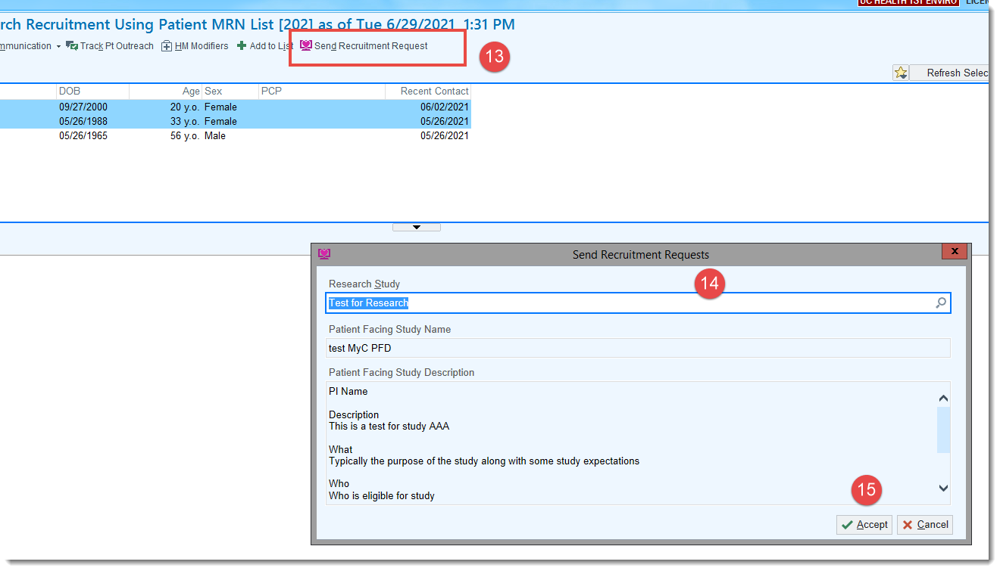 UC HEALTH TST ENVIRO
rch Recruitment Using Patient MRN List [202] as of Tue 6/29/2021 1:31 PM
mmunication Track Pt Outreach HM Modifiers Add to List Send Recruitment Request
13
Refresh Selec
DOB Age Sex PCP Recent Contact
09/27/2000 20 y.o. Female 06/02/2021
05/26/1988 33 y.o. Female 05/26/2021
05/26/1965 56 y.o. Male 05/26/2021
Send Recruitment Requests
x
14
Research Study
Test for Research
Patient Facing Study Name
test MyC PFD
Patient Facing Study Description
PI Name
Description
This is a test for study AAA
What
Typically the purpose of the study along with some study expectations
Who
Who is eligible for study
15
Accept Cancel